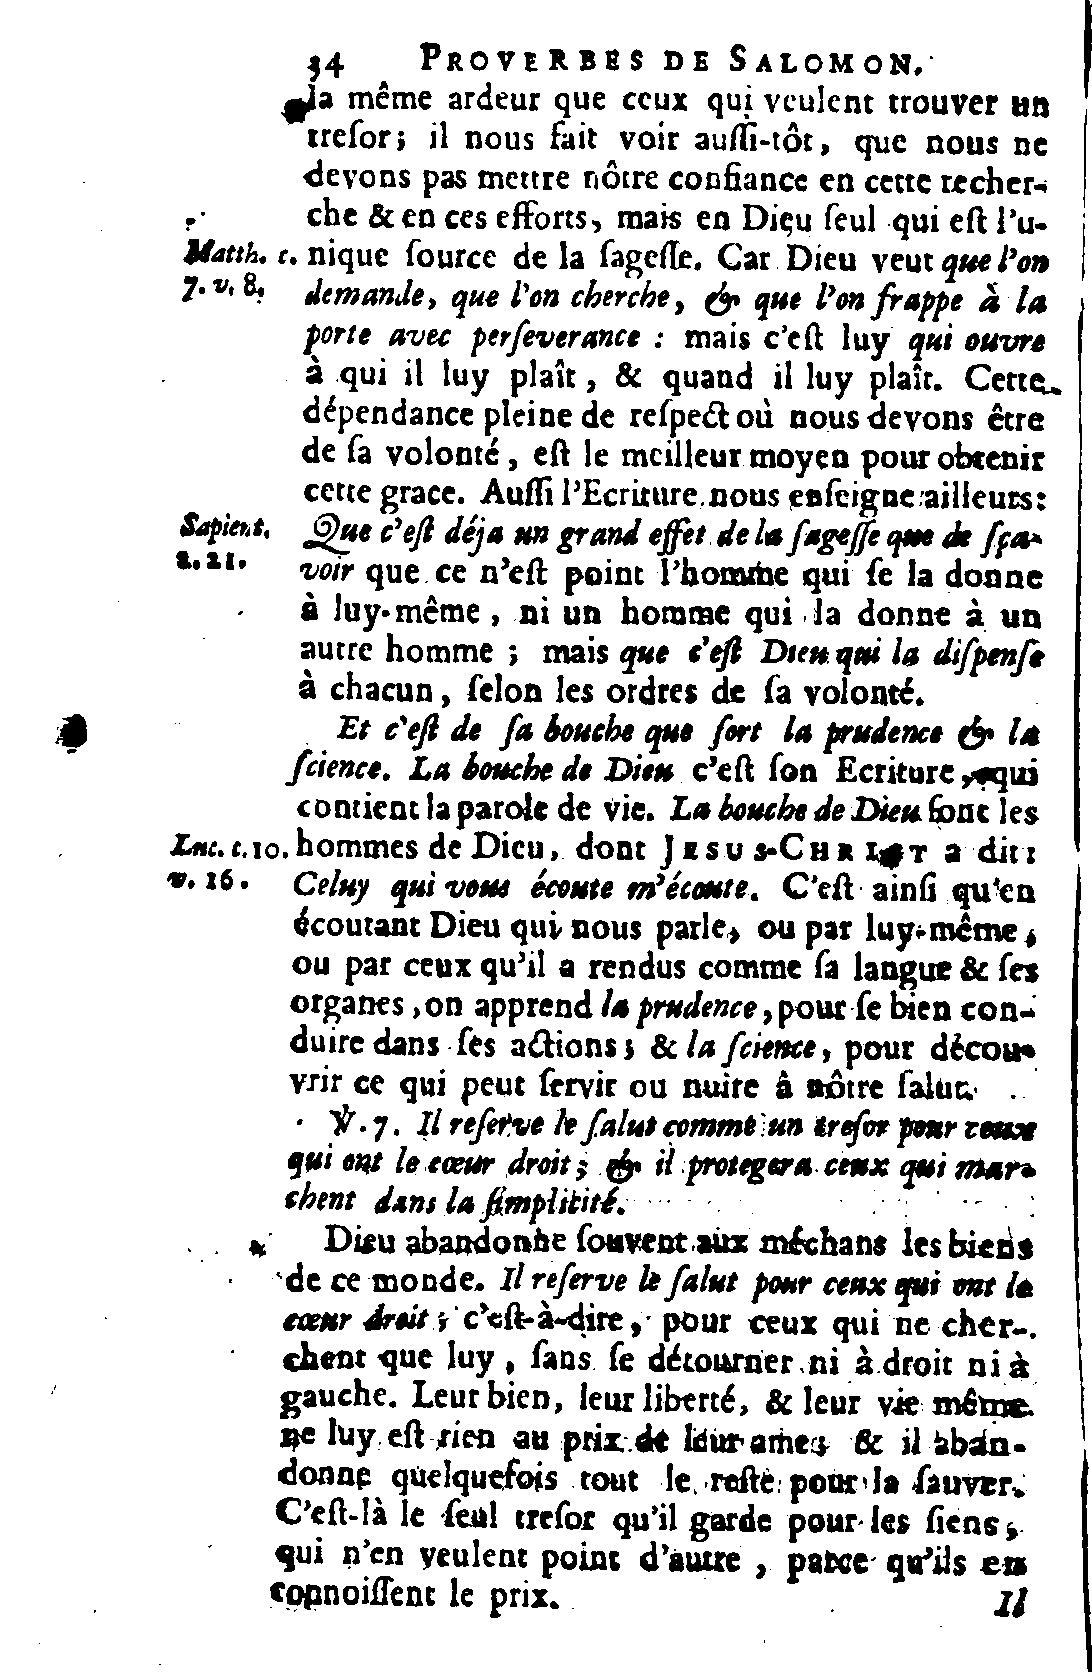 34 PROVERBES DE SALOMON.
la même ardeur que ceux qui veulent trouver un
tresor; il nous fait voir aussi-tôt, que nous ne
devons pas mettre nôtre confiance en cette recher-
che & en ces efforts, mais en Dieu seul qui est l'u-
Matth. c. nique source de la sagesse. Car Dieu veut que l'on
7. v. 8. demande, que l'on cherche, & que l'on frappe à la
porte avec perseverance : mais c'est luy qui ouvre
à qui il luy plaît, & quand il luy plaît. Cette
dépendance pleine de respect où nous devons être
de sa volonté, est le meilleur moyen pour obtenir
cette grace. Aussi l'Ecriture nous enseigne ailleurs:
Sapient. Que c'est déja un grand effet de la sagesse que de sça-
8. 21. voir que ce n'est point l'homme qui se la donne
à luy-même, ni un homme qui la donne à un
autre homme ; mais que c'est Dieu qui la dispense
à chacun, selon les ordres de sa volonté.
Et c'est de sa bouche que sort la prudence & la
science. La bouche de Dieu c'est son Ecriture, qui
contient la parole de vie. La bouche de Dieu sont les
Luc. c. 10. hommes de Dieu, dont JESUS-CHRIST a dit:
v. 16. Celuy qui vous écoute m'écoute. C'est ainsi qu'en
écoutant Dieu qui nous parle, ou par luy-même,
ou par ceux qu'il a rendus comme sa langue & ses
organes, on apprend la prudence, pour se bien con-
duire dans ses actions; & la science, pour décou-
vrir ce qui peut servir ou nuire à nôtre salut.
℣. 7. Il reserve le salut comme un tresor pour ceux
qui ont le cœur droit; & il protegera ceux qui mar-
chent dans la simplicité.
Dieu abandonne souvent aux méchans les biens
de ce monde. Il reserve le salut pour ceux qui ont le
cœur droit; c'est-à-dire, pour ceux qui ne cher-
chent que luy, sans se détourner ni à droit ni à
gauche. Leur bien, leur liberté, & leur vie même
ne luy est rien au prix de leur ame; & il aban-
donne quelquefois tout le reste pour la sauver.
C'est-là le seul tresor qu'il garde pour les siens,
qui n'en veulent point d'autre, parce qu'ils en
connoissent le prix.
Il